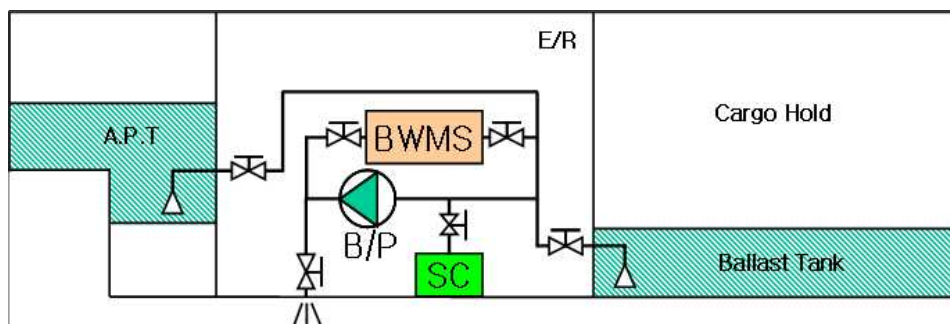 E/R
Cargo Hold
A.P.T
BWMS
B/P
SC
Ballast Tank